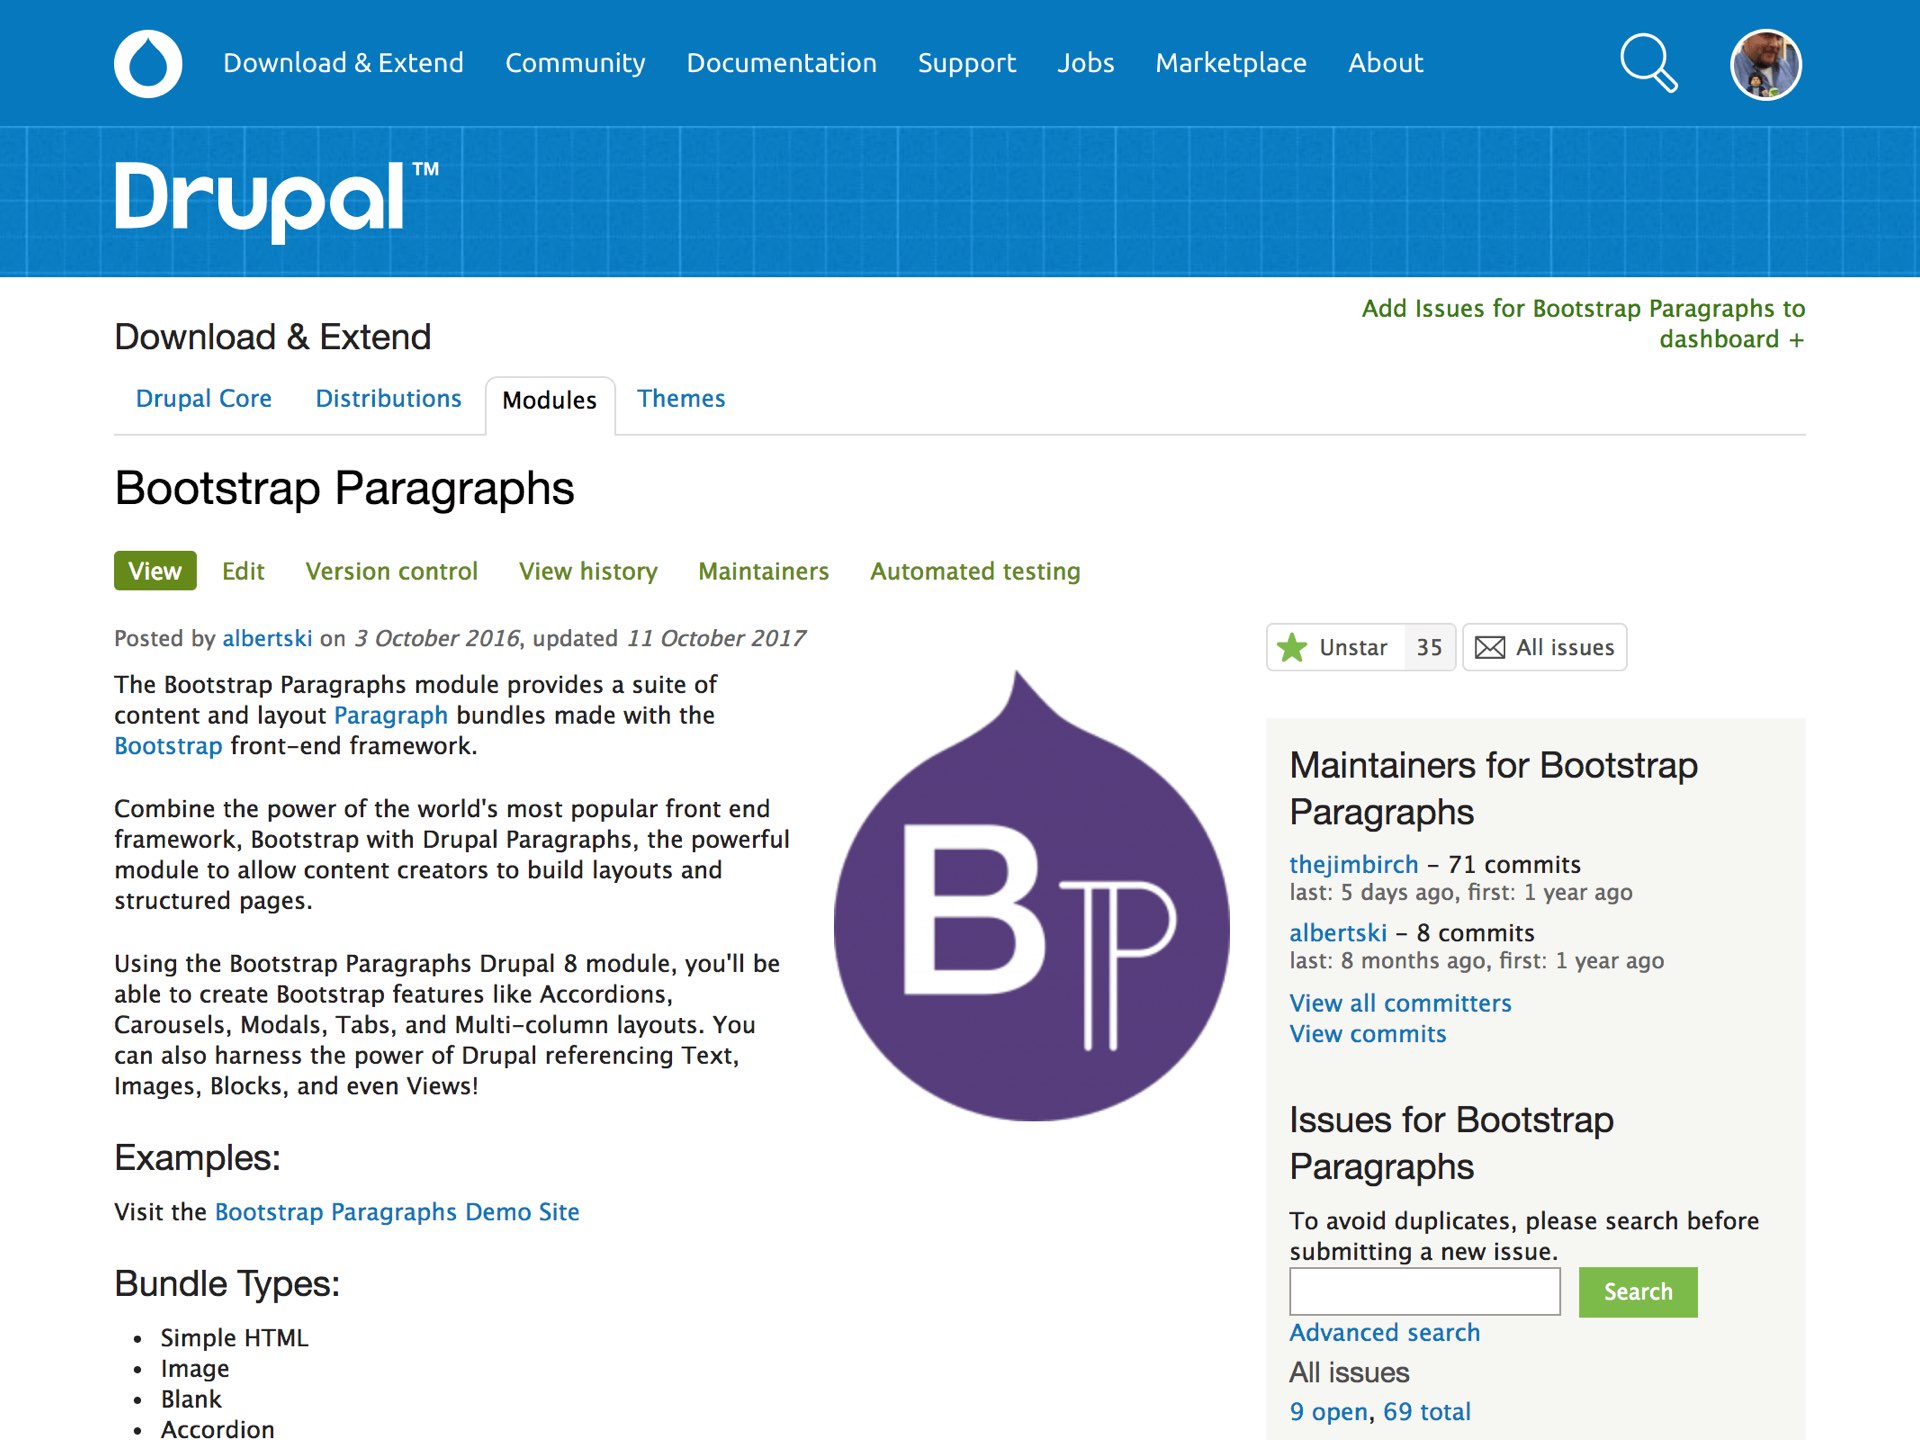 Download & Extend Community Documentation Support Jobs Marketplace About
Drupal™
Add Issues for Bootstrap Paragraphs to
dashboard +
Download & Extend
Drupal Core Distributions Modules Themes
Bootstrap Paragraphs
View Edit Version control View history Maintainers Automated testing
Posted by albertski on 3 October 2016, updated 11 October 2017
The Bootstrap Paragraphs module provides a suite of
content and layout Paragraph bundles made with the
Bootstrap front-end framework.
Combine the power of the world's most popular front end
framework, Bootstrap with Drupal Paragraphs, the powerful
module to allow content creators to build layouts and
structured pages.
Using the Bootstrap Paragraphs Drupal 8 module, you'll be
able to create Bootstrap features like Accordions,
Carousels, Modals, Tabs, and Multi-column layouts. You
can also harness the power of Drupal referencing Text,
Images, Blocks, and even Views!
BP
Examples:
Visit the Bootstrap Paragraphs Demo Site
Bundle Types:
• Simple HTML
• Image
• Blank
• Accordion
Unstar 35 All issues
Maintainers for Bootstrap
Paragraphs
thejimbirch – 71 commits
last: 5 days ago, first: 1 year ago
albertski – 8 commits
last: 8 months ago, first: 1 year ago
View all committers
View commits
Issues for Bootstrap
Paragraphs
To avoid duplicates, please search before
submitting a new issue.
Search
Advanced search
All issues
9 open, 69 total